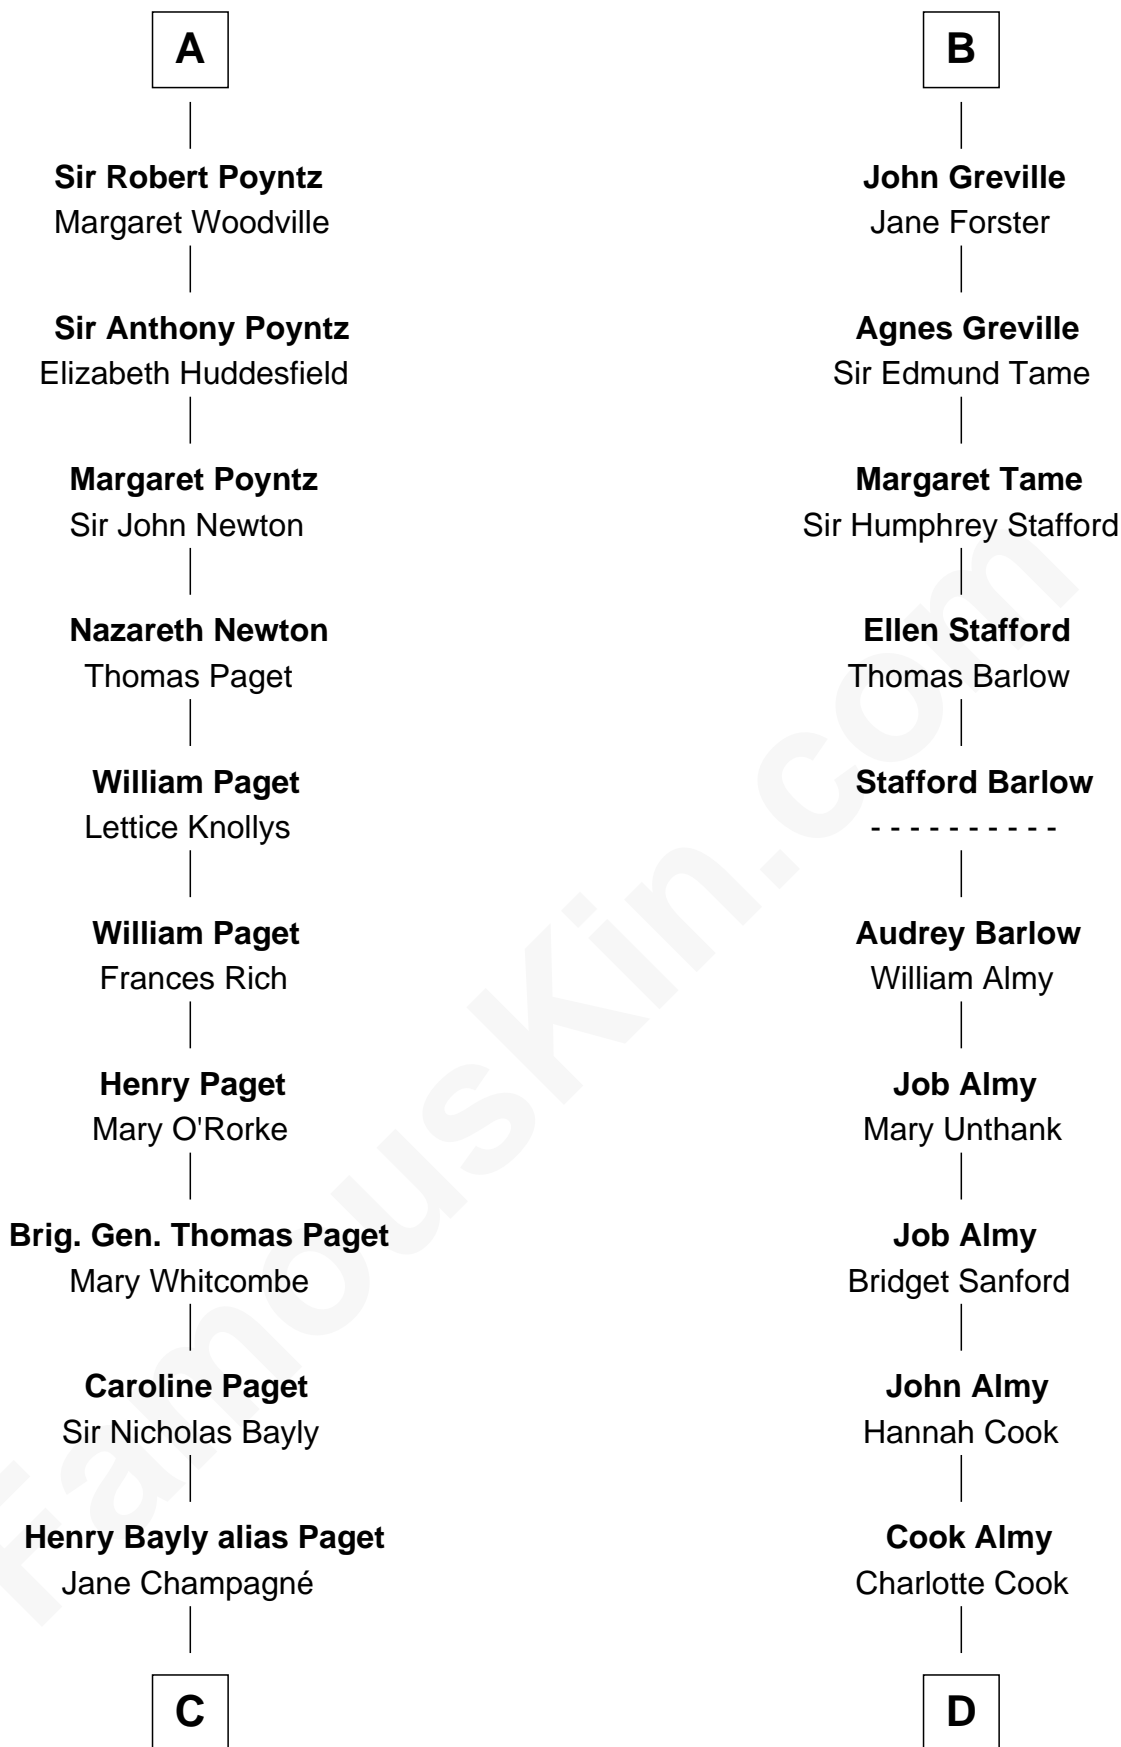 A
Sir Robert Poyntz
Margaret Woodville
Sir Anthony Poyntz
Elizabeth Huddesfield
Margaret Poyntz
Sir John Newton
Nazareth Newton
Thomas Paget
William Paget
Lettice Knollys
William Paget
Frances Rich
Henry Paget
Mary O'Rorke
Brig. Gen. Thomas Paget
Mary Whitcombe
Caroline Paget
Sir Nicholas Bayly
Henry Bayly alias Paget
Jane Champagné
C
B
John Greville
Jane Forster
Agnes Greville
Sir Edmund Tame
Margaret Tame
Sir Humphrey Stafford
Ellen Stafford
Thomas Barlow
Stafford Barlow
- - - - - - - - - -
Audrey Barlow
William Almy
Job Almy
Mary Unthank
Job Almy
Bridget Sanford
John Almy
Hannah Cook
Cook Almy
Charlotte Cook
D
FamousKin.com